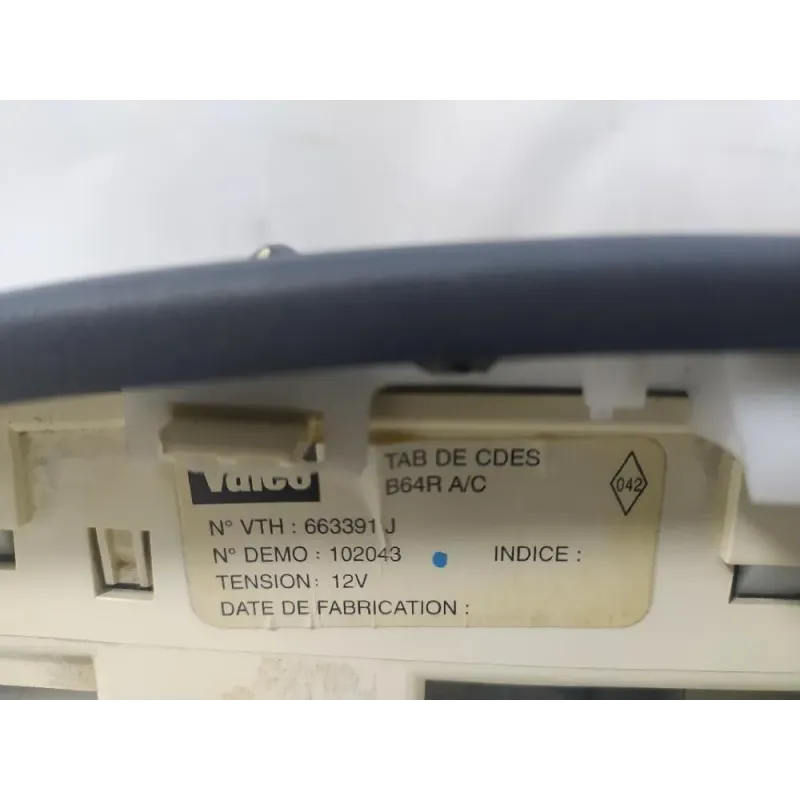 Valeo
TAB DE CDES
B64R A/C
042
N° VTH : 663391 J
N° DEMO : 102043
INDICE :
TENSION : 12V
DATE DE FABRICATION :